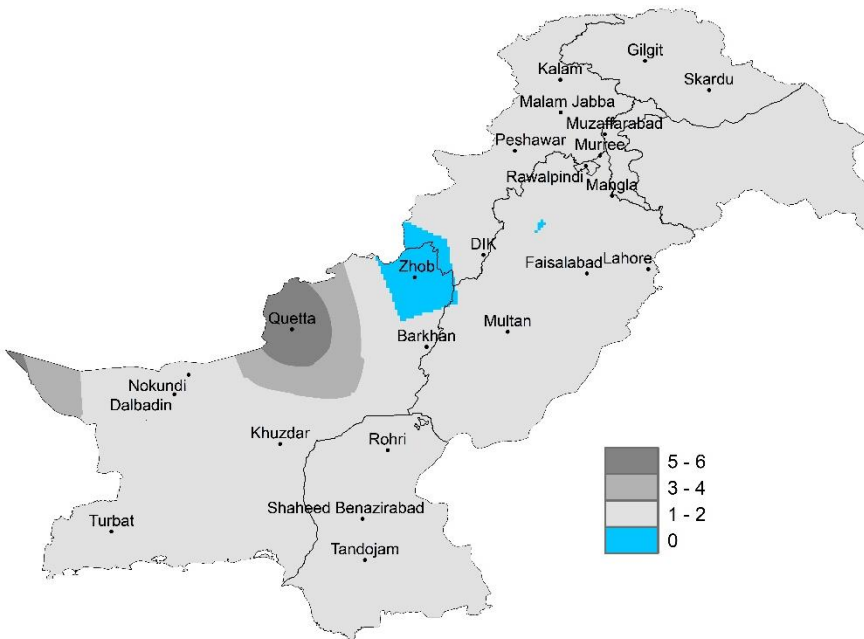 Gilgit
Kalam
Skardu
Malam Jabba
Muzaffarabad
Peshawar
Murree
Rawalpindi
Mangla
DIK
Zhob
Faisalabad
Lahore
Quetta
Multan
Barkhan
Nokundi
Dalbadin
Khuzdar
Rohri
5 - 6
3 - 4
1 - 2
0
Shaheed Benazirabad
Turbat
Tandojam